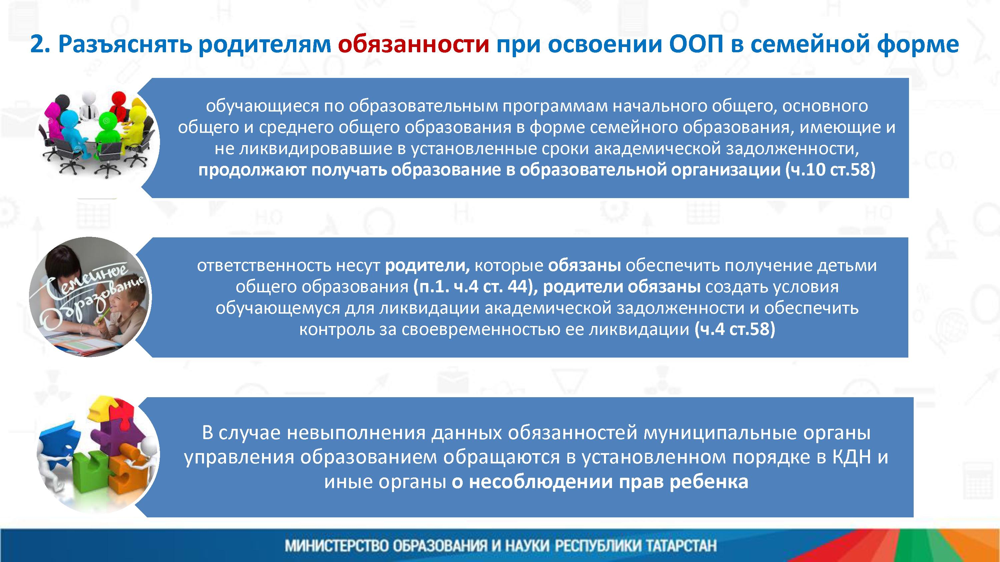 2. Разъяснять родителям обязанности при освоении ООП в семейной форме
обучающиеся по образовательным программам начального общего, основного
общего и среднего общего образования в форме семейного образования, имеющие и
не ликвидировавшие в установленные сроки академической задолженности,
продолжают получать образование в образовательной организации (ч.10 ст.58)
Семейное
Образование
ответственность несут родители, которые обязаны обеспечить получение детьми
общего образования (п.1. ч.4 ст. 44), родители обязаны создать условия
обучающемуся для ликвидации академической задолженности и обеспечить
контроль за своевременностью ее ликвидации (ч.4 ст.58)
В случае невыполнения данных обязанностей муниципальные органы
управления образованием обращаются в установленном порядке в КДН и
иные органы о несоблюдении прав ребенка
МИНИСТЕРСТВО ОБРАЗОВАНИЯ И НАУКИ РЕСПУБЛИКИ ТАТАРСТАН